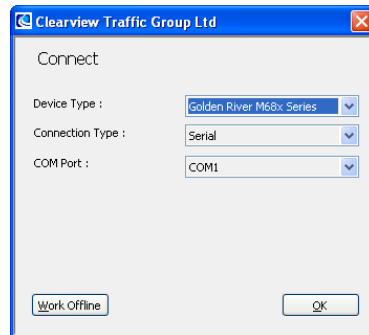 Clearview Traffic Group Ltd
Connect
Device Type : Golden River M68x Series
Connection Type : Serial
COM Port : COM1
Work Offline OK